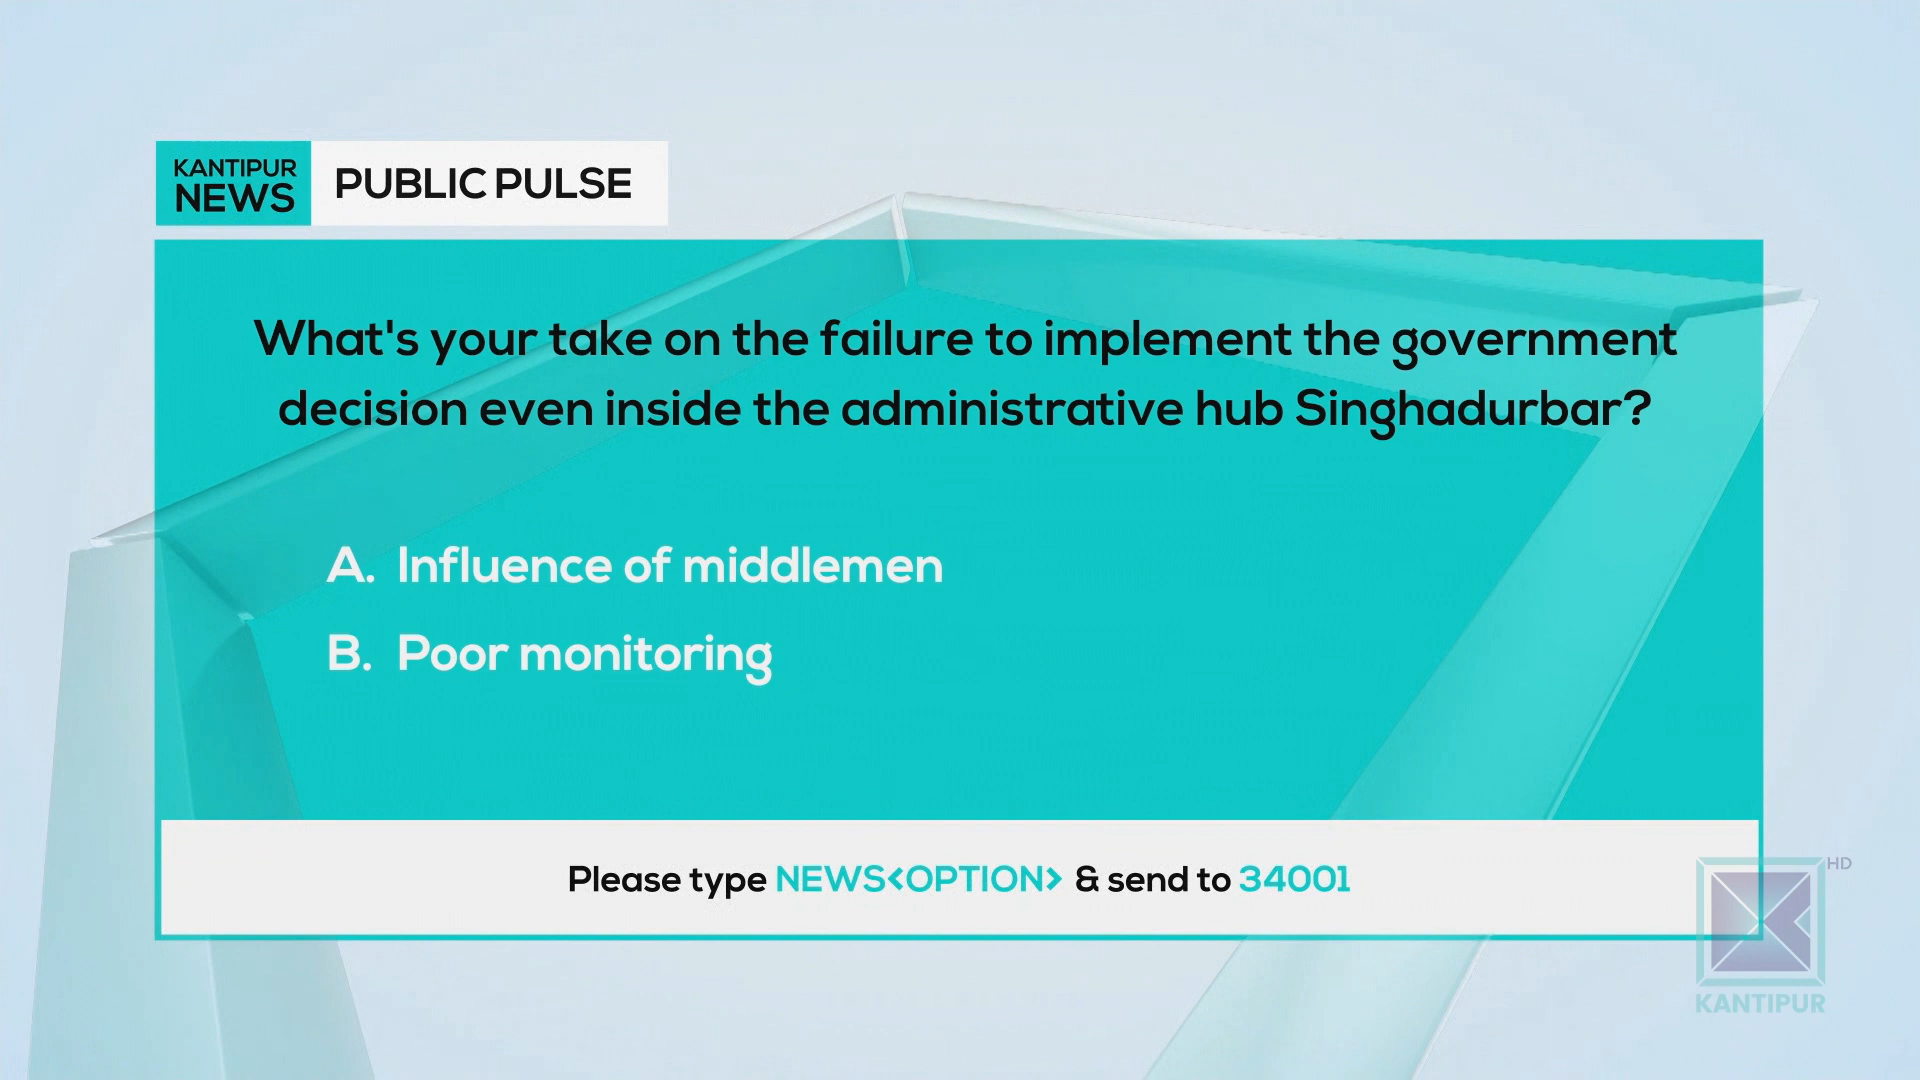 KANTIPUR
NEWS
PUBLIC PULSE
What's your take on the failure to implement the government
decision even inside the administrative hub Singhadurbar?
A. Influence of middlemen
B. Poor monitoring
Please type NEWS<OPTION> & send to 34001
HD
KANTIPUR